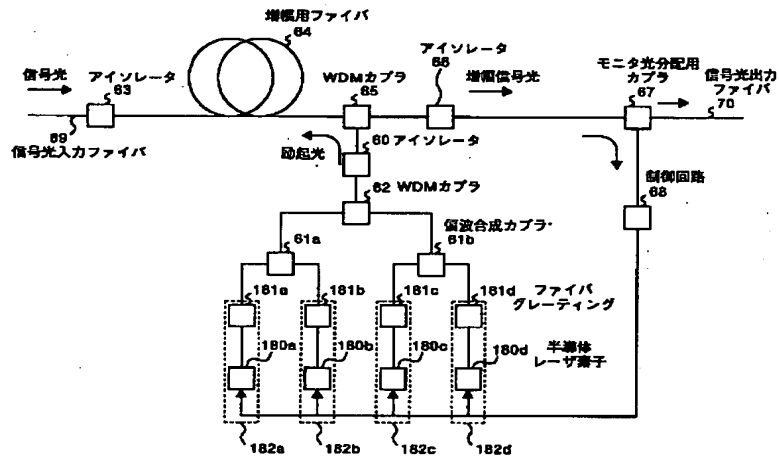 増幅用ファイバ
64
アイソレータ
66
信号光
アイソレータ
63
WDMカプラ
65
増幅信号光
モニタ光分配用
カプラ
67
信号光出力
ファイバ
70
69
信号光入力ファイバ
励起光
60 アイソレータ
62 WDMカプラ
制御回路
68
61a
偏波合成カプラ
61b
181a
181b
181c
181d
ファイバ
グレーティング
180a
180b
180c
180d
半導体
レーザ素子
182a
182b
182c
182d